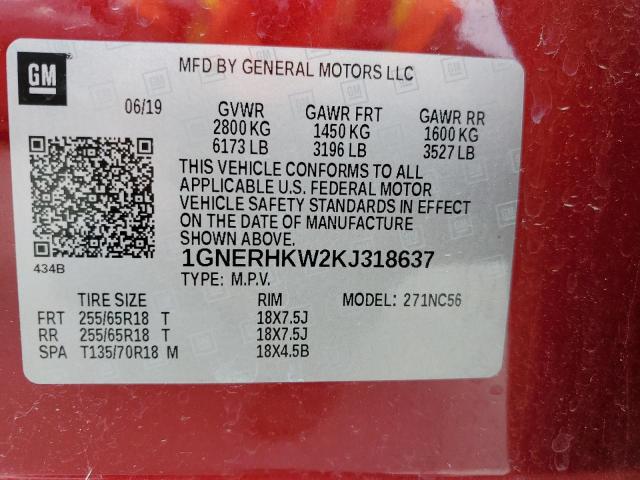 GM
MFD BY GENERAL MOTORS LLC
06/19 GVWR GAWR FRT GAWR RR
2800 KG 1450 KG 1600 KG
6173 LB 3196 LB 3527 LB
THIS VEHICLE CONFORMS TO ALL
APPLICABLE U.S. FEDERAL MOTOR
VEHICLE SAFETY STANDARDS IN EFFECT
ON THE DATE OF MANUFACTURE
SHOWN ABOVE.
434B
1GNERHKW2KJ318637
TYPE: M.P.V.
TIRE SIZE RIM MODEL: 271NC56
FRT 255/65R18 T 18X7.5J
RR 255/65R18 T 18X7.5J
SPA T135/70R18 M 18X4.5B